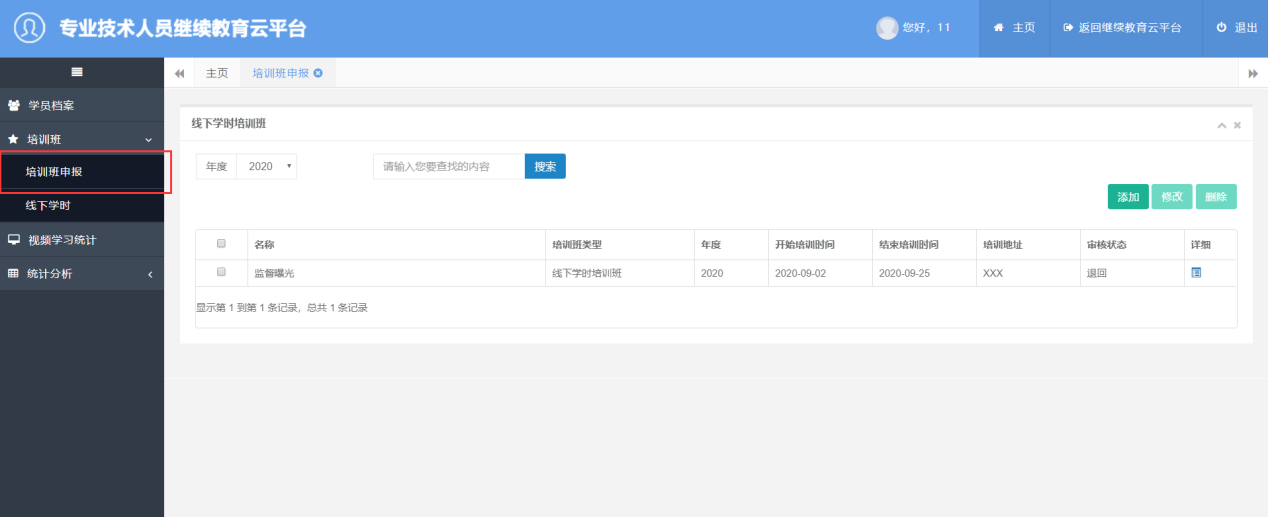 专业技术人员继续教育云平台
您好，11
主页
返回继续教育云平台
退出
主页
培训班申报
学员档案
培训班
培训班申报
线下学时
视频学习统计
统计分析
线下学时培训班
年度 2020 请输入您要查找的内容 搜索
添加 修改 删除
名称 培训班类型 年度 开始培训时间 结束培训时间 培训地址 审核状态 详细
监督曝光 线下学时培训班 2020 2020-09-02 2020-09-25 XXX 退回
显示第 1 到第 1 条记录，总共 1 条记录